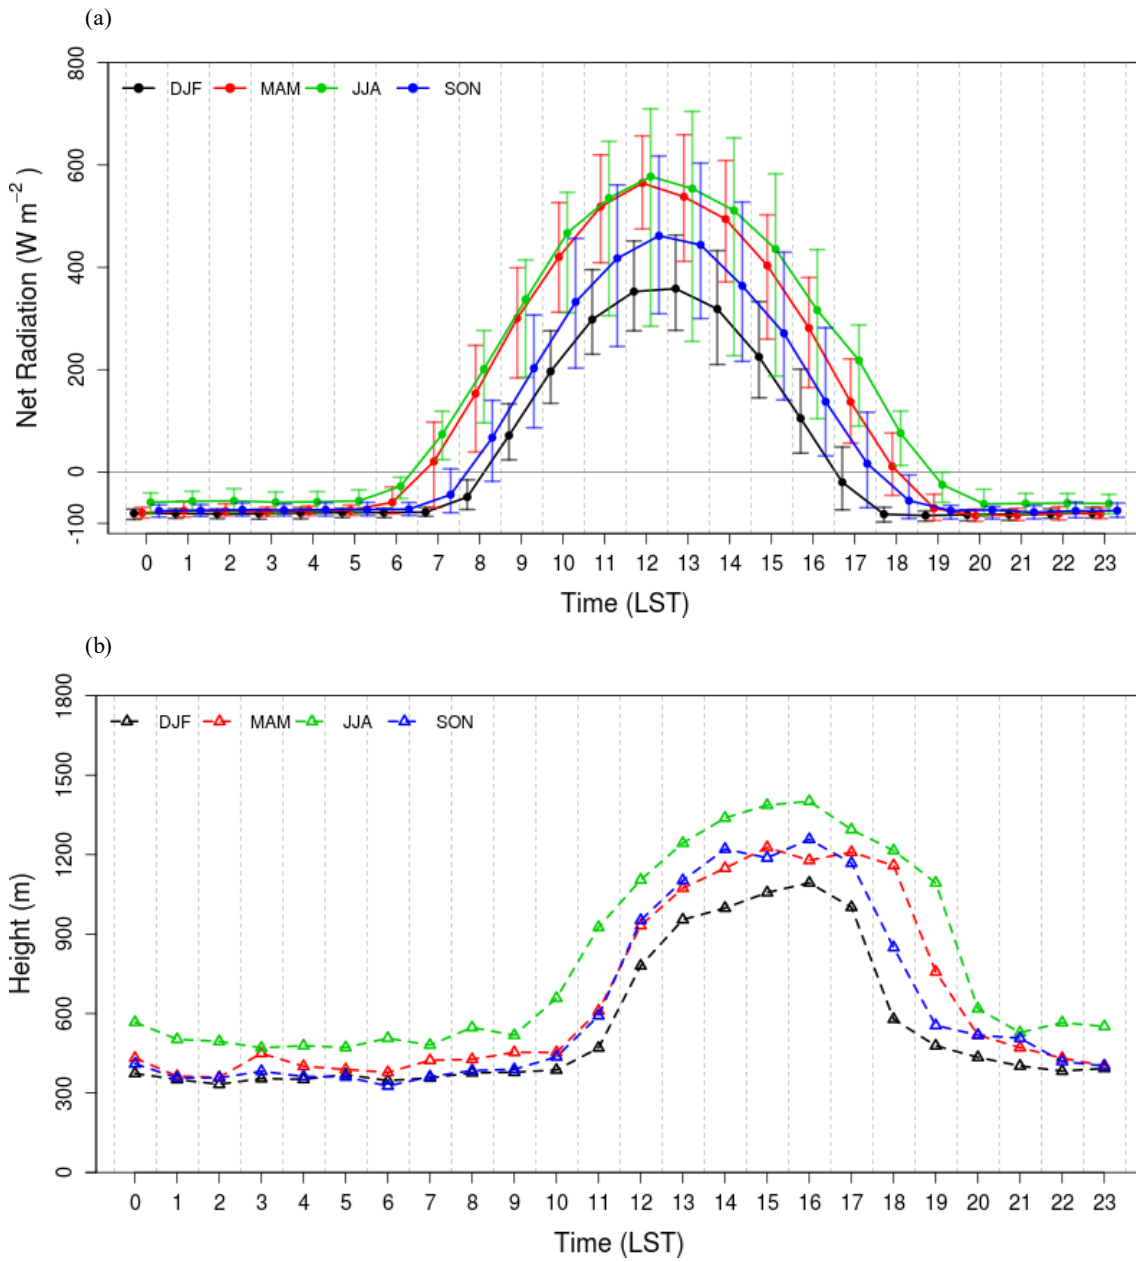 (a)
Net Radiation (W m⁻²)
800
600
400
200
0
-100
DJF MAM JJA SON
0 1 2 3 4 5 6 7 8 9 10 11 12 13 14 15 16 17 18 19 20 21 22 23
Time (LST)
(b)
Height (m)
1800
1500
1200
900
600
300
0
DJF MAM JJA SON
0 1 2 3 4 5 6 7 8 9 10 11 12 13 14 15 16 17 18 19 20 21 22 23
Time (LST)